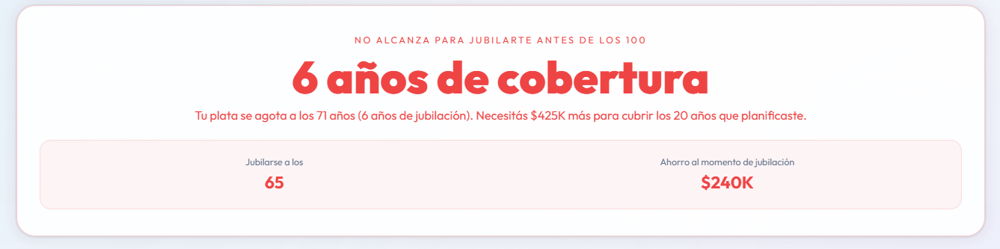 NO ALCANZA PARA JUBILARTE ANTES DE LOS 100
6 años de cobertura
Tu plata se agota a los 71 años (6 años de jubilación). Necesitás $425K más para cubrir los 20 años que planificaste.
Jubilarse a los
65
Ahorro al momento de jubilación
$240K